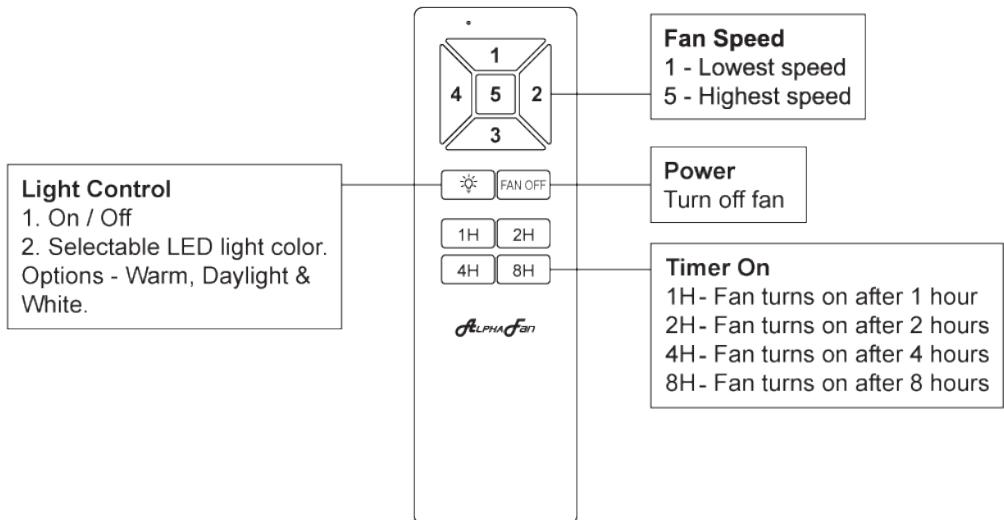 1
4 5 2
3
FAN OFF
1H 2H
4H 8H
AlphaFan
Fan Speed
1 - Lowest speed
5 - Highest speed
Power
Turn off fan
Light Control
1. On / Off
2. Selectable LED light color.
Options - Warm, Daylight &
White.
Timer On
1H- Fan turns on after 1 hour
2H- Fan turns on after 2 hours
4H- Fan turns on after 4 hours
8H- Fan turns on after 8 hours